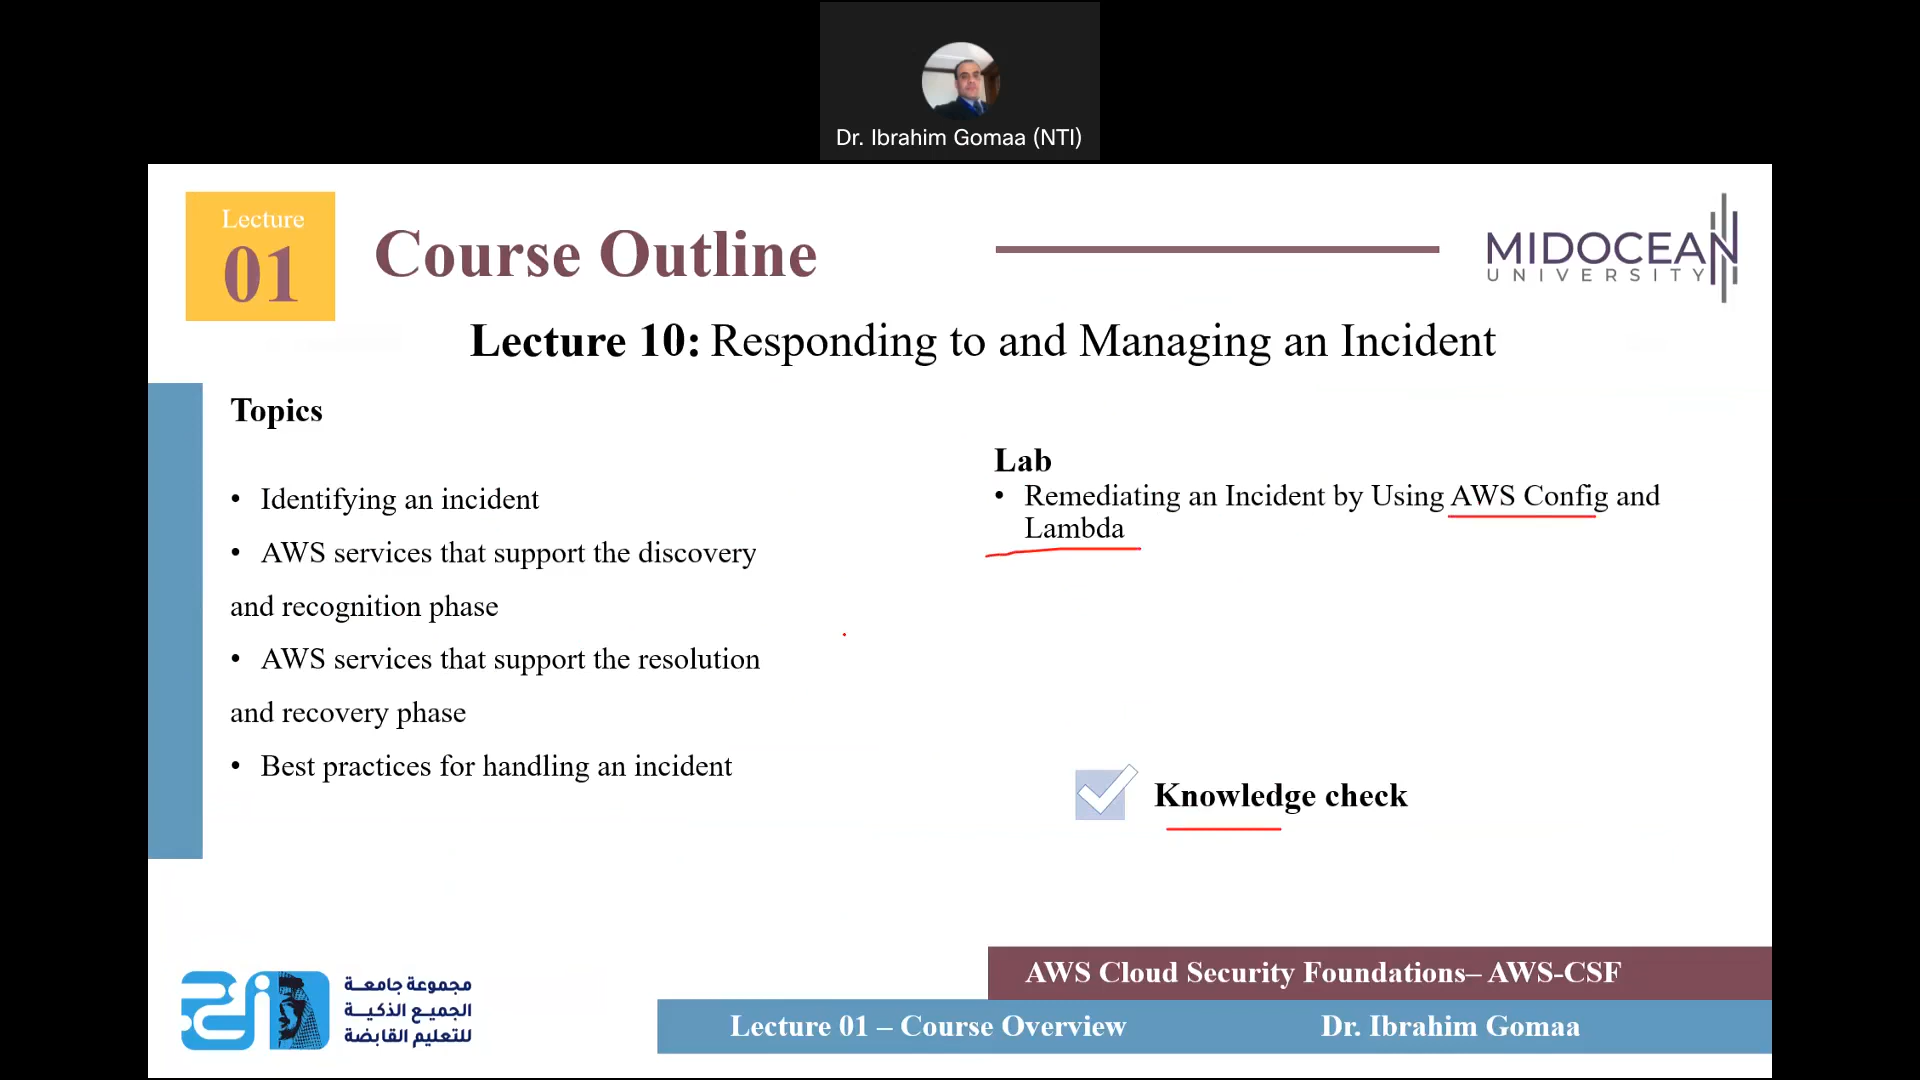 Dr. Ibrahim Gomaa (NTI)
Lecture
01
Course Outline
MIDOCEAN
UNIVERSITY
Lecture 10: Responding to and Managing an Incident
Topics
• Identifying an incident
• AWS services that support the discovery
and recognition phase
• AWS services that support the resolution
and recovery phase
• Best practices for handling an incident
Lab
• Remediating an Incident by Using AWS Config and
Lambda
Knowledge check
مجموعة جامعة
الجميع الذكية
للتعليم القابضة
AWS Cloud Security Foundations– AWS-CSF
Lecture 01 – Course Overview
Dr. Ibrahim Gomaa